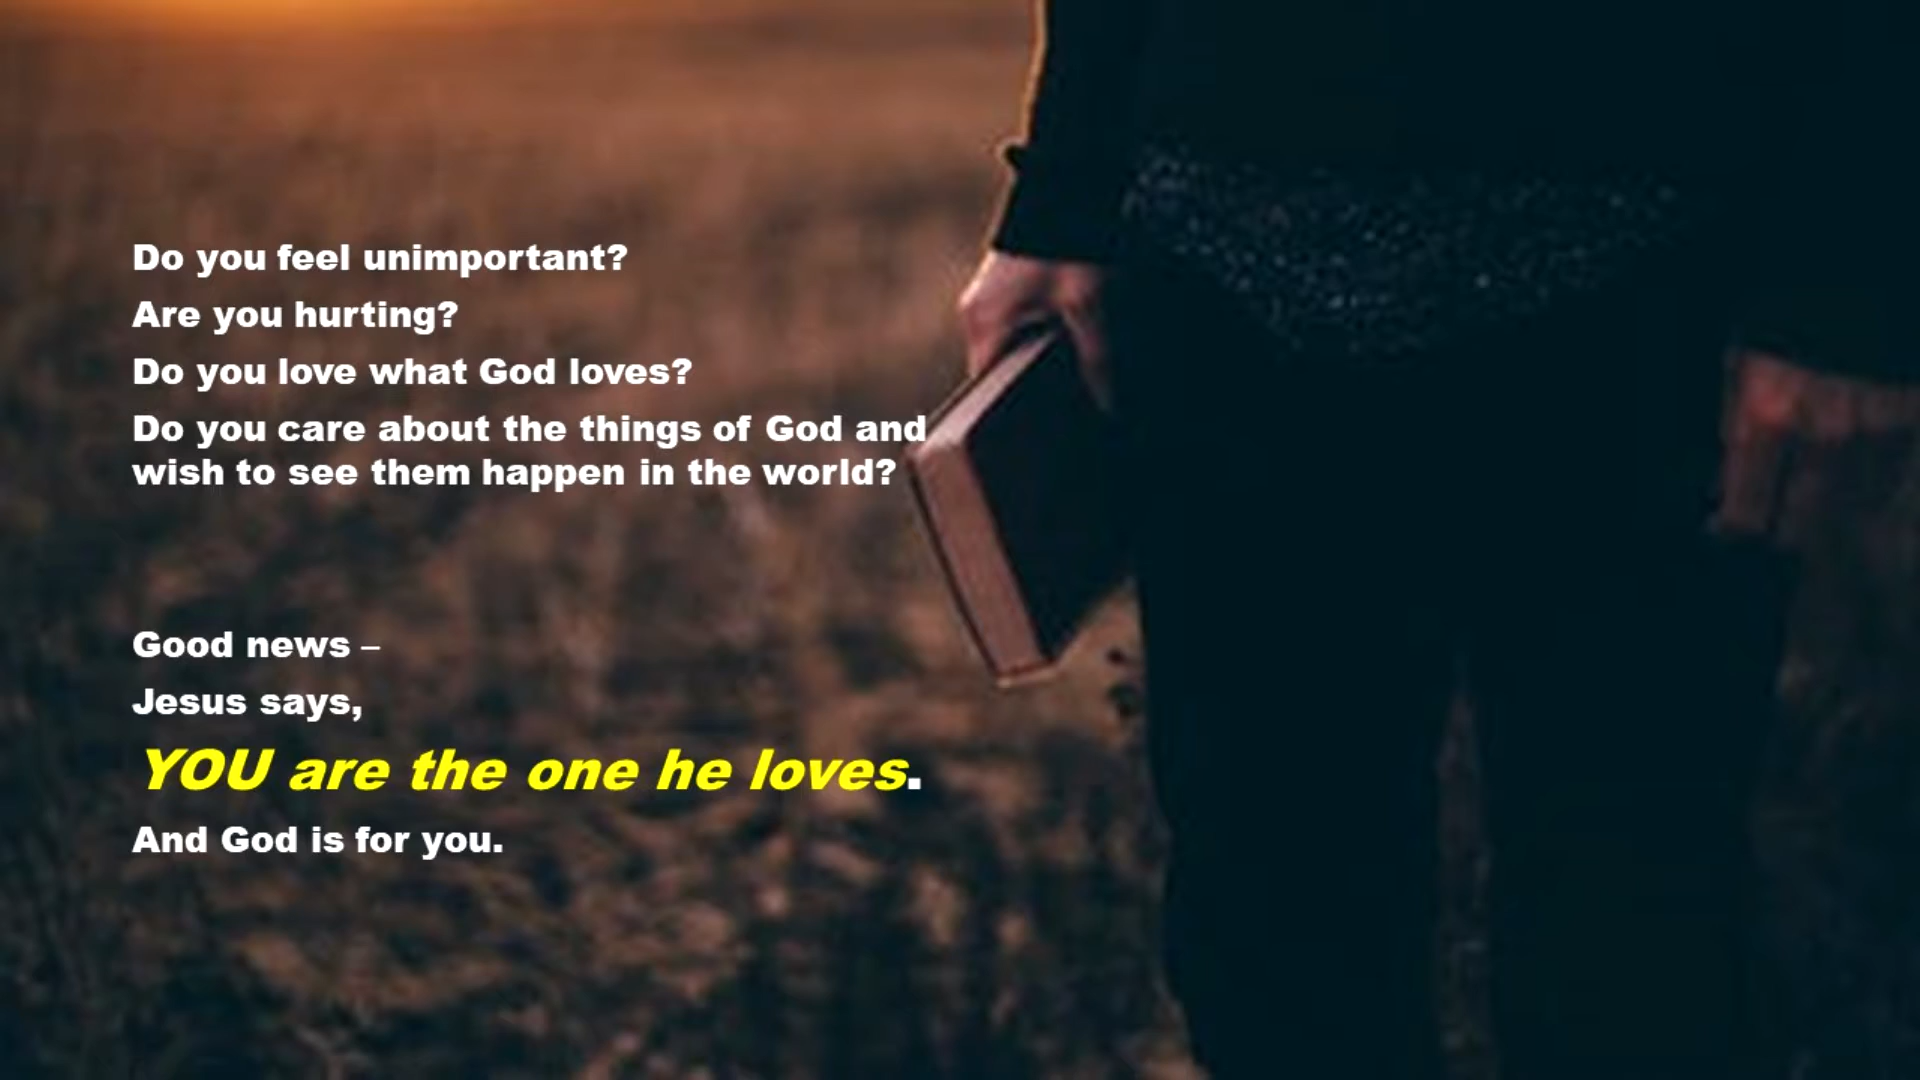 Do you feel unimportant?
Are you hurting?
Do you love what God loves?
Do you care about the things of God and
wish to see them happen in the world?
Good news –
Jesus says,
YOU are the one he loves.
And God is for you.